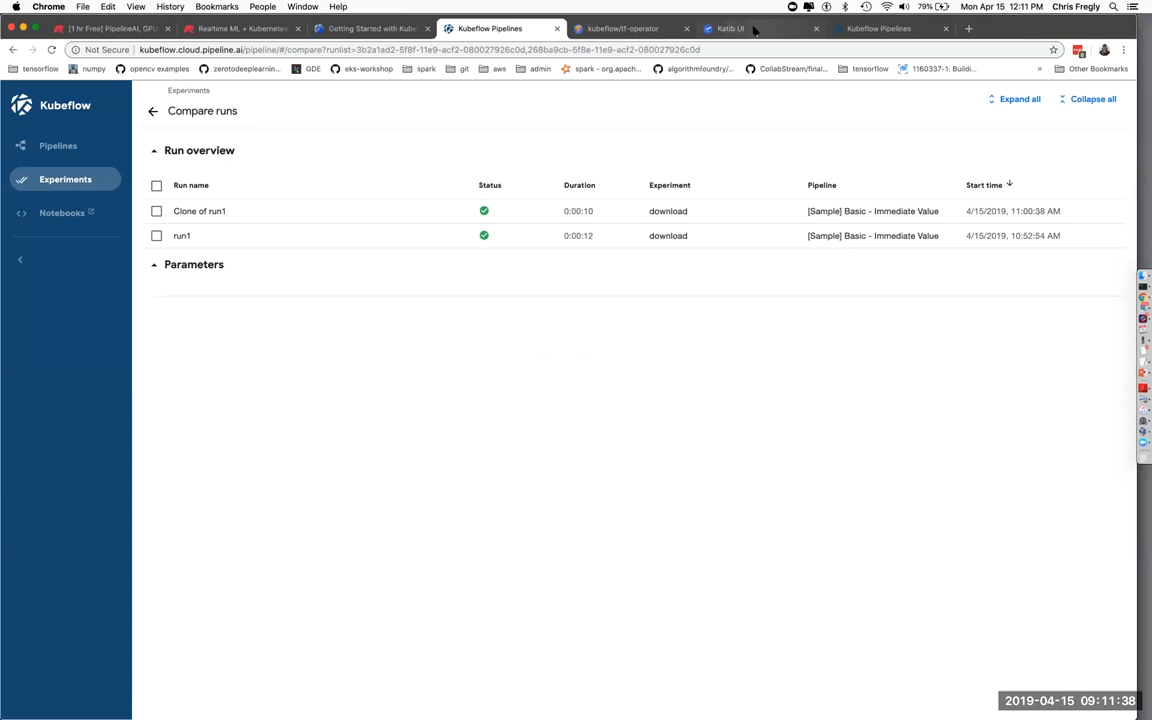 Chrome File Edit View History Bookmarks People Window Help 79% Mon Apr 15 12:11 PM Chris Fregly
[1 hr Free] PipelineAI, GPU Realtime ML + Kubernetes Getting Started with Kube Kubeflow Pipelines kubeflow/tf-operator Katib UI Kubeflow Pipelines
Not Secure kubeflow.cloud.pipeline.ai/pipeline/#/compare?runlist=3b2a1ad2-5f8f-11e9-acf2-080027926c0d,268ba9cb-5f8e-11e9-acf2-080027926c0d
tensorflow numpy opencv examples zerotodeeplearnin... GDE eks-workshop spark git aws admin spark - org.apach... algorithmfoundry/... CollabStream/final... tensorflow 1160337-1: Buildi... » Other Bookmarks
Kubeflow
Pipelines
Experiments
Notebooks
Experiments
Compare runs
Expand all Collapse all
Run overview
Run name Status Duration Experiment Pipeline Start time
Clone of run1 0:00:10 download [Sample] Basic - Immediate Value 4/15/2019, 11:00:38 AM
run1 0:00:12 download [Sample] Basic - Immediate Value 4/15/2019, 10:52:54 AM
Parameters
2019-04-15 09:11:38